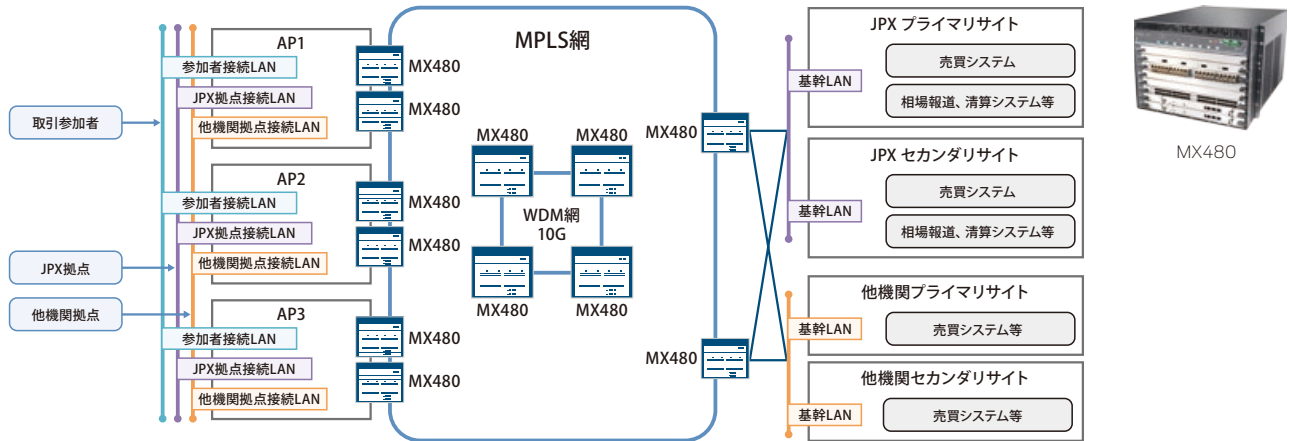 取引参加者
JPX拠点
他機関拠点
AP1
参加者接続LAN
JPX拠点接続LAN
他機関拠点接続LAN
AP2
参加者接続LAN
JPX拠点接続LAN
他機関拠点接続LAN
AP3
参加者接続LAN
JPX拠点接続LAN
他機関拠点接続LAN
MX480
MX480
MX480
MX480
MX480
MX480
MPLS網
MX480
MX480
WDM網
10G
MX480
MX480
MX480
MX480
JPX プライマリサイト
基幹LAN
売買システム
相場報道、清算システム等
JPX セカンダリサイト
基幹LAN
売買システム
相場報道、清算システム等
他機関プライマリサイト
基幹LAN
売買システム等
他機関セカンダリサイト
基幹LAN
売買システム等
MX480